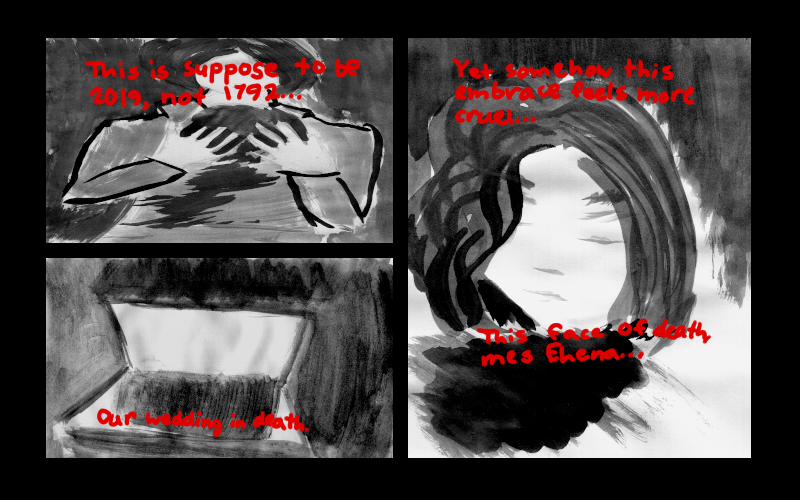 This is suppose to be
2019, not 1792...
Our wedding in death.
Yet somehow this
embrace feels more
cruel...
This face of death,
mes Ehena...